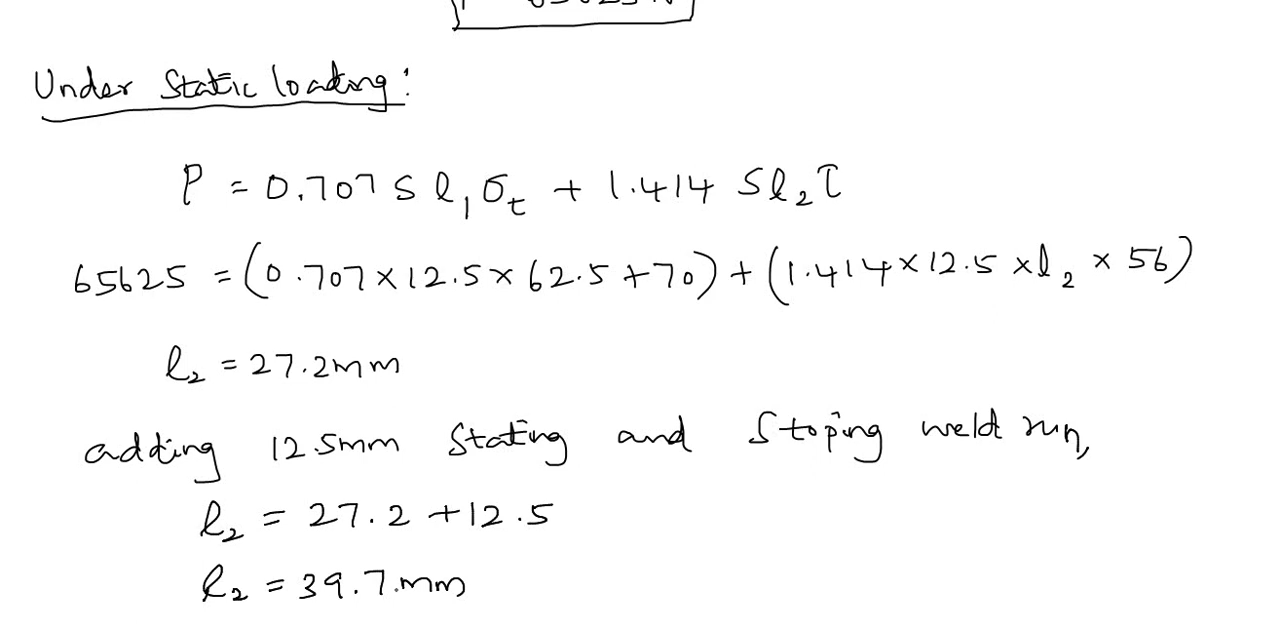 Under Static loading:
P = 0.707 S l₁ σₜ + 1.414 S l₂ τ
65625 = (0.707 × 12.5 × 62.5 + 70) + (1.414 × 12.5 × l₂ × 56)
l₂ = 27.2mm
adding 12.5mm Stating and Stoping weld run,
l₂ = 27.2 + 12.5
l₂ = 39.7.mm